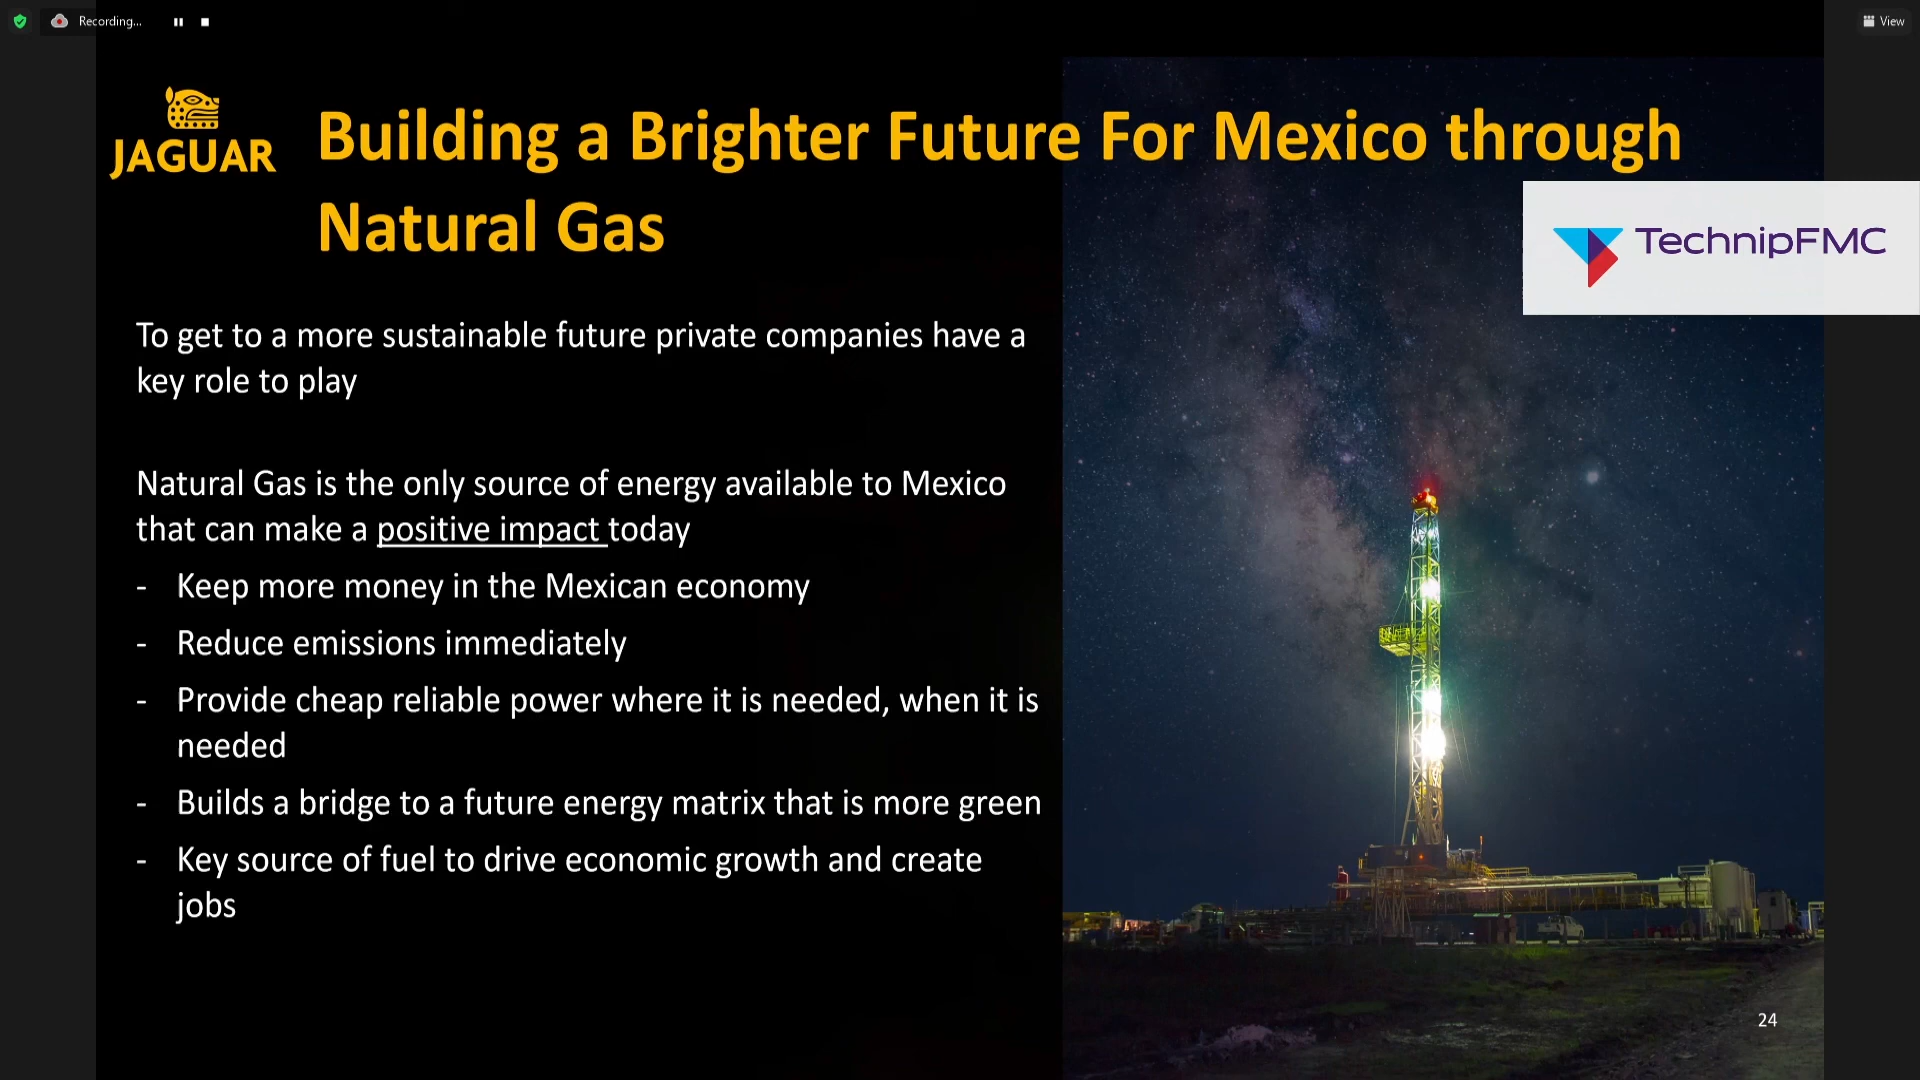 Recording...
View
JAGUAR
Building a Brighter Future For Mexico through
Natural Gas
TechnipFMC
To get to a more sustainable future private companies have a
key role to play
Natural Gas is the only source of energy available to Mexico
that can make a positive impact today
- Keep more money in the Mexican economy
- Reduce emissions immediately
- Provide cheap reliable power where it is needed, when it is
needed
- Builds a bridge to a future energy matrix that is more green
- Key source of fuel to drive economic growth and create
jobs
24